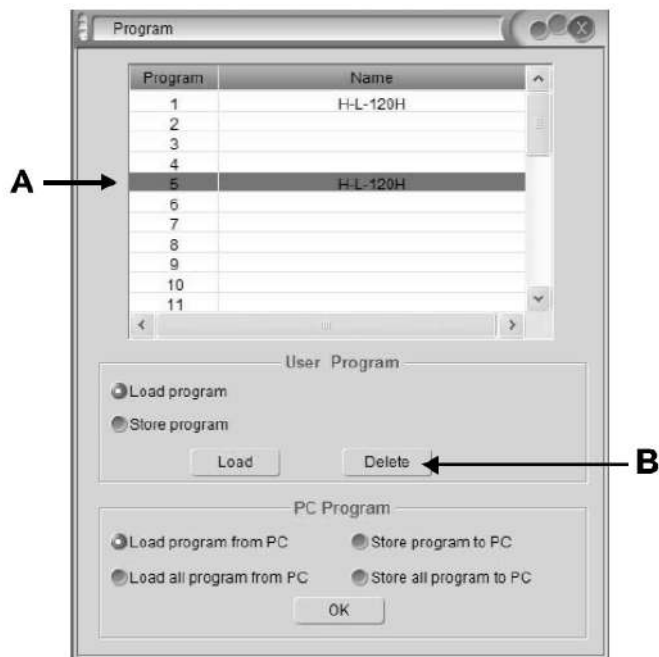 Program
Program Name
1 H-L-120H
2
3
4
A
5 H-L-120H
6
7
8
9
10
11
User Program
Load program
Store program
Load Delete
B
PC Program
Load program from PC Store program to PC
Load all program from PC Store all program to PC
OK